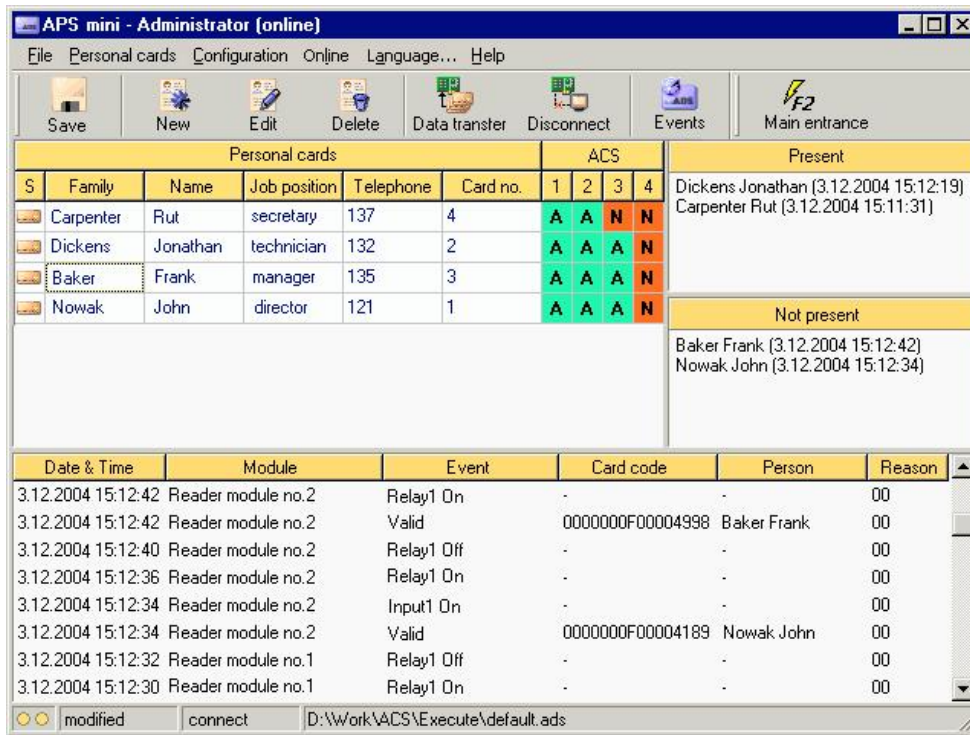 APS mini - Administrator (online)
File Personal cards Configuration Online Language... Help
Save New Edit Delete Data transter Disconnect Events F2 Main entrance
Personal cards ACS Present
S Family Name Job position Telephone Card no. 1 2 3 4
Carpenter Rut secretary 137 4 A A N N
Dickens Jonathan technician 132 2 A A A N
Baker Frank manager 135 3 A A A N
Nowak John director 121 1 A A A N
Dickens Jonathan (3.12.2004 15:12:19)
Carpenter Rut (3.12.2004 15:11:31)
Not present
Baker Frank (3.12.2004 15:12:42)
Nowak John (3.12.2004 15:12:34)
Date & Time Module Event Card code Person Reason
3.12.2004 15:12:42 Reader module no.2 Relay1 On - - 00
3.12.2004 15:12:42 Reader module no.2 Valid 0000000F00004998 Baker Frank 00
3.12.2004 15:12:40 Reader module no.2 Relay1 Off - - 00
3.12.2004 15:12:36 Reader module no.2 Relay1 On - - 00
3.12.2004 15:12:34 Reader module no.2 Input1 On - - 00
3.12.2004 15:12:34 Reader module no.2 Valid 0000000F00004189 Nowak John 00
3.12.2004 15:12:32 Reader module no.1 Relay1 Off - - 00
3.12.2004 15:12:30 Reader module no.1 Relay1 On - - 00
modified connect D:\Work\ACS\Execute\default.ads